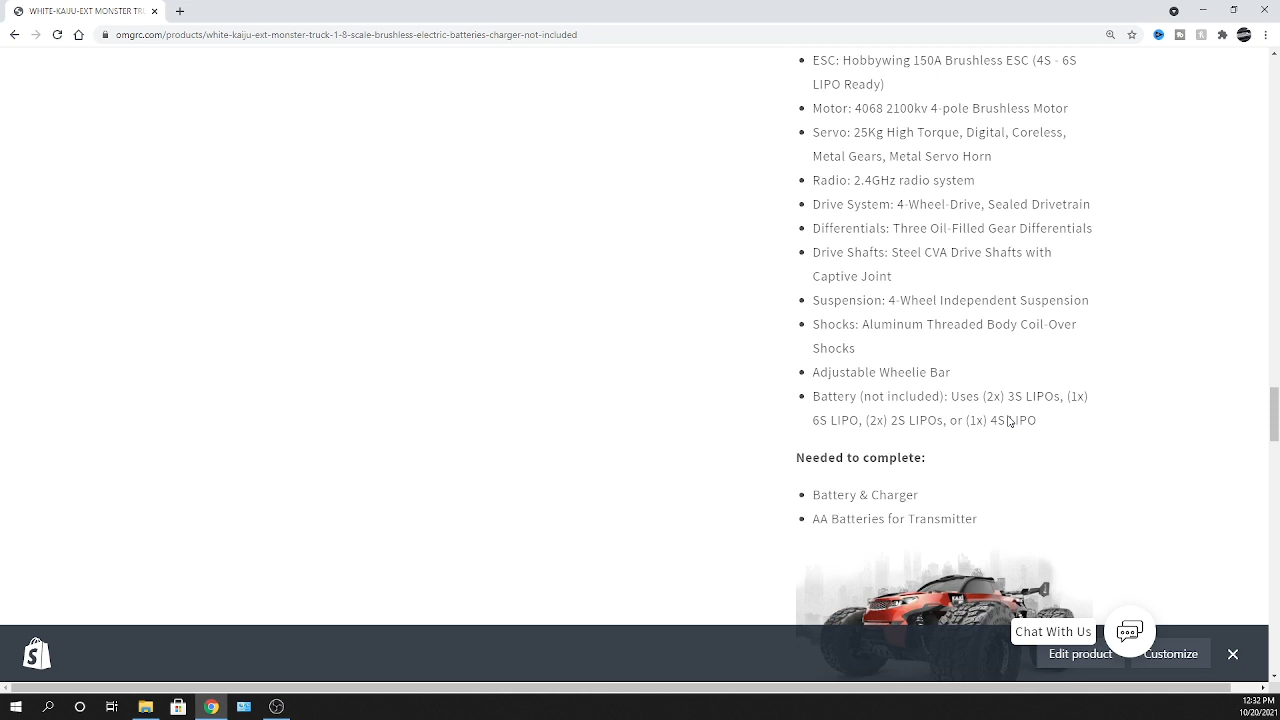 WHITE-KAIJU-EXT MONSTER TR
omgrc.com/products/white-kaiju-ext-monster-truck-1-8-scale-brushless-electric-batteries-charger-not-included
ESC: Hobbywing 150A Brushless ESC (4S - 6S
LIPO Ready)
Motor: 4068 2100kv 4-pole Brushless Motor
Servo: 25Kg High Torque, Digital, Coreless,
Metal Gears, Metal Servo Horn
Radio: 2.4GHz radio system
Drive System: 4-Wheel-Drive, Sealed Drivetrain
Differentials: Three Oil-Filled Gear Differentials
Drive Shafts: Steel CVA Drive Shafts with
Captive Joint
Suspension: 4-Wheel Independent Suspension
Shocks: Aluminum Threaded Body Coil-Over
Shocks
Adjustable Wheelie Bar
Battery (not included): Uses (2x) 3S LIPOs, (1x)
6S LIPO, (2x) 2S LIPOs, or (1x) 4S LIPO
Needed to complete:
Battery & Charger
AA Batteries for Transmitter
Chat With Us
Edit product
Customize
12:32 PM
10/20/2021